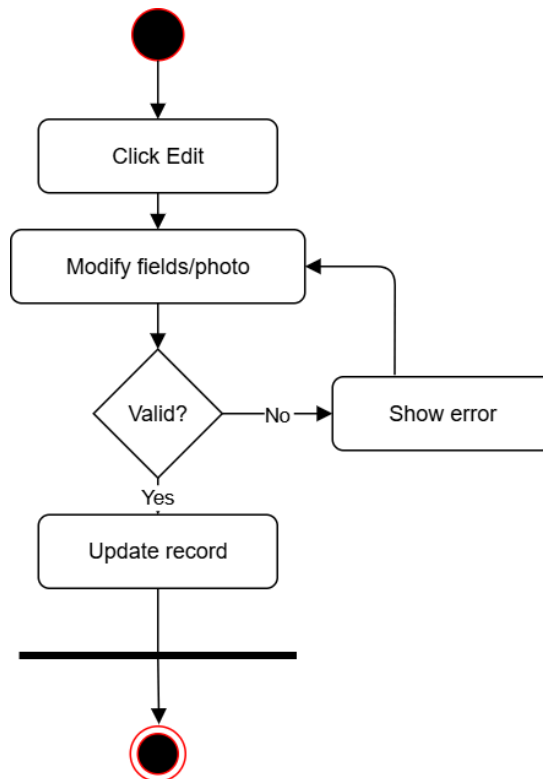 Click Edit
Modify fields/photo
Valid?
No
Show error
Yes
Update record